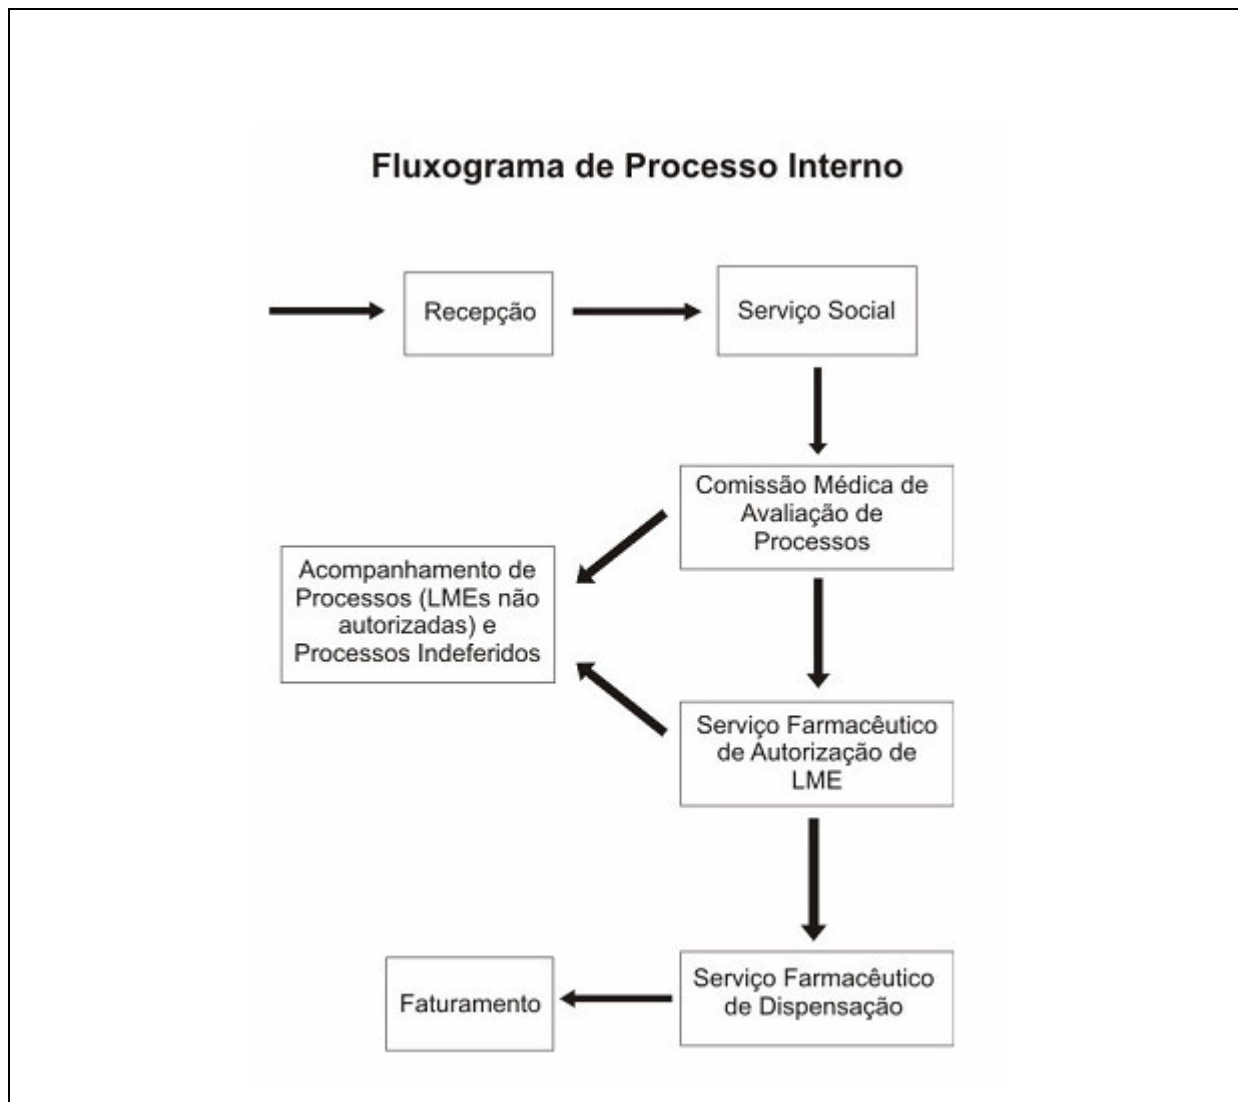 Fluxograma de Processo Interno
Recepção
Serviço Social
Comissão Médica de
Avaliação de
Processos
Acompanhamento de
Processos (LMEs não
autorizadas) e
Processos Indeferidos
Serviço Farmacêutico
de Autorização de
LME
Serviço Farmacêutico
de Dispensação
Faturamento